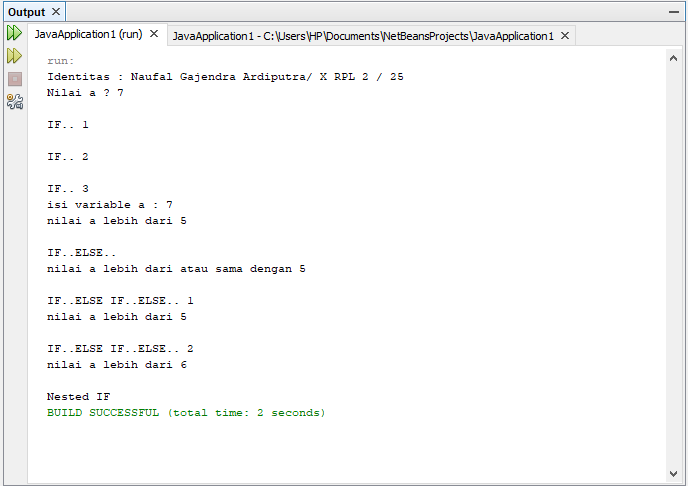 Output
JavaApplication1 (run)
JavaApplication1 - C:\Users\HP\Documents\NetBeansProjects\JavaApplication1
run:
Identitas : Naufal Gajendra Ardiputra/ X RPL 2 / 25
Nilai a ? 7
IF.. 1
IF.. 2
IF.. 3
isi variable a : 7
nilai a lebih dari 5
IF..ELSE..
nilai a lebih dari atau sama dengan 5
IF..ELSE IF..ELSE.. 1
nilai a lebih dari 5
IF..ELSE IF..ELSE.. 2
nilai a lebih dari 6
Nested IF
BUILD SUCCESSFUL (total time: 2 seconds)